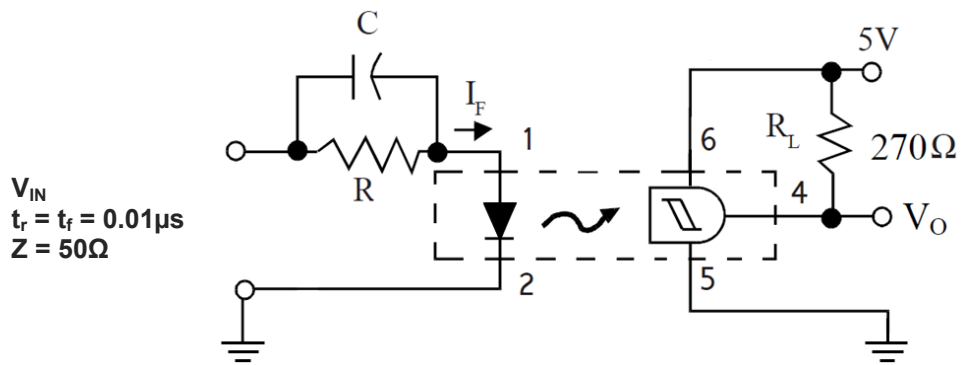 C
5V
I_F
1
6
R_L
270Ω
R
4
V_IN
t_r = t_f = 0.01µs
Z = 50Ω
V_O
2
5